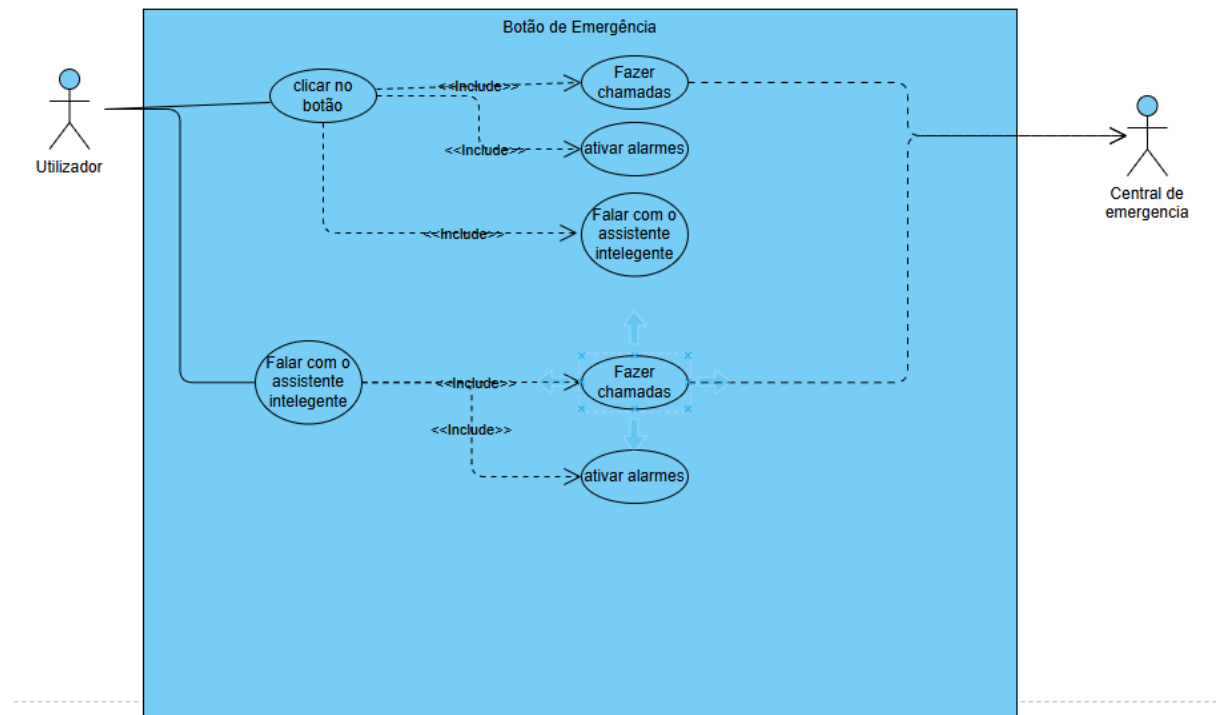 Botão de Emergência
clicar no
botão
<<Include>>
Fazer
chamadas
Utilizador
<<Include>>
ativar alarmes
Central de
emergencia
<<Include>>
Falar com o
assistente
intelegente
Falar com o
assistente
intelegente
<<Include>>
Fazer
chamadas
<<Include>>
ativar alarmes